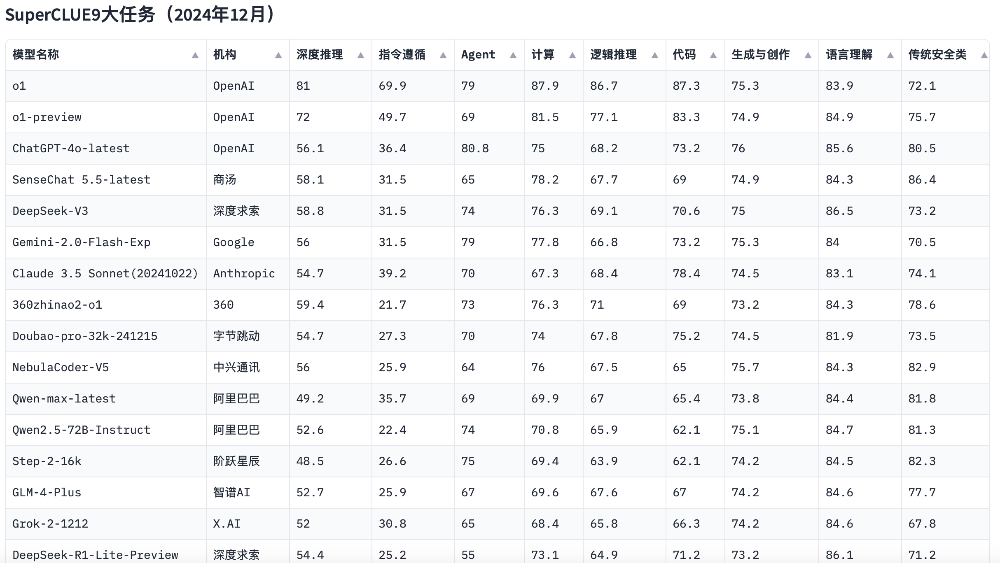 SuperCLUE9大任务（2024年12月）
模型名称 ▲ 机构 ▲ 深度推理 ▲ 指令遵循 ▲ Agent ▲ 计算 ▲ 逻辑推理 ▲ 代码 ▲ 生成与创作 ▲ 语言理解 ▲ 传统安全类 ▲
o1 OpenAI 81 69.9 79 87.9 86.7 87.3 75.3 83.9 72.1
o1-preview OpenAI 72 49.7 69 81.5 77.1 83.3 74.9 84.9 75.7
ChatGPT-4o-latest OpenAI 56.1 36.4 80.8 75 68.2 73.2 76 85.6 80.5
SenseChat 5.5-latest 商汤 58.1 31.5 65 78.2 67.7 69 74.9 84.3 86.4
DeepSeek-V3 深度求索 58.8 31.5 74 76.3 69.1 70.6 75 86.5 73.2
Gemini-2.0-Flash-Exp Google 56 31.5 79 77.8 66.8 73.2 75.3 84 70.5
Claude 3.5 Sonnet(20241022) Anthropic 54.7 39.2 70 67.3 68.4 78.4 74.5 83.1 74.1
360zhinao2-o1 360 59.4 21.7 73 76.3 71 69 73.2 84.3 78.6
Doubao-pro-32k-241215 字节跳动 54.7 27.3 70 74 67.8 75.2 74.5 81.9 73.5
NebulaCoder-V5 中兴通讯 56 25.9 64 76 67.5 65 75.7 84.3 82.9
Qwen-max-latest 阿里巴巴 49.2 35.7 69 69.9 67 65.4 73.8 84.4 81.8
Qwen2.5-72B-Instruct 阿里巴巴 52.6 22.4 74 70.8 65.9 62.1 75.1 84.7 81.3
Step-2-16k 阶跃星辰 48.5 26.6 75 69.4 63.9 62.1 74.2 84.5 82.3
GLM-4-Plus 智谱AI 52.7 25.9 67 69.6 67.6 67 74.2 84.6 77.7
Grok-2-1212 X.AI 52 30.8 65 68.4 65.8 66.3 74.2 84.6 67.8
DeepSeek-R1-Lite-Preview 深度求索 54.4 25.2 55 73.1 64.9 71.2 73.2 86.1 71.2